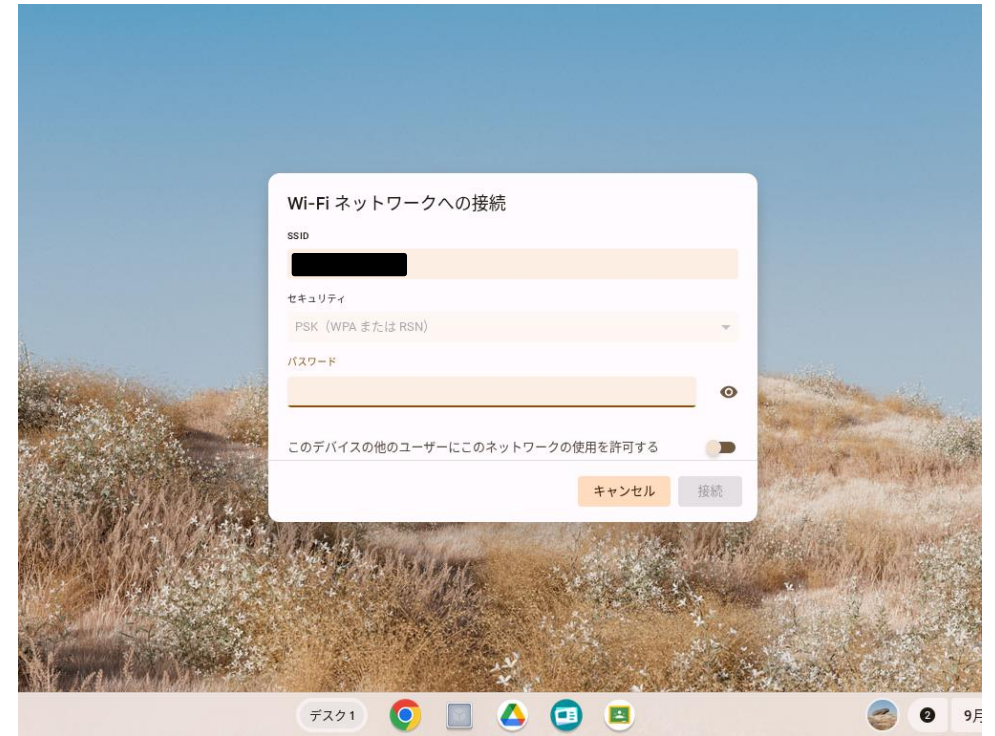 Wi-Fi ネットワークへの接続
SSID
セキュリティ
PSK（WPA または RSN）
パスワード
このデバイスの他のユーザーにこのネットワークの使用を許可する
キャンセル
接続
デスク 1
2
9月